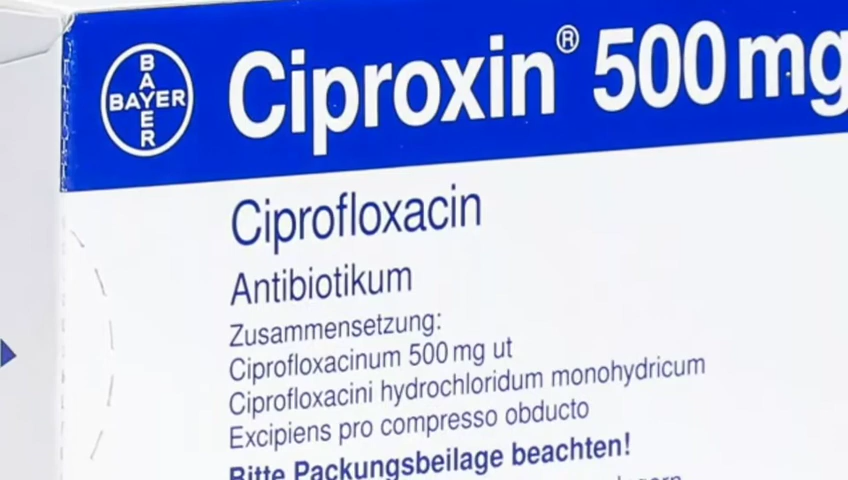 BAYER
BAYER
Ciproxin® 500 mg
Ciprofloxacin
Antibiotikum
Zusammensetzung:
Ciprofloxacinum 500 mg ut
Ciprofloxacini hydrochloridum monohydricum
Excipiens pro compresso obducto
Bitte Packungsbeilage beachten!